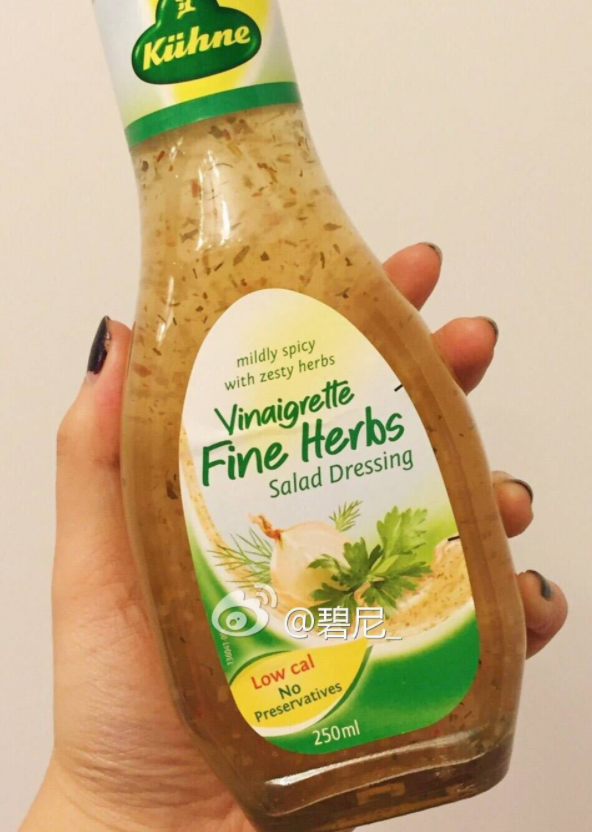 Kühne
mildly spicy
with zesty herbs
Vinaigrette
Fine Herbs
Salad Dressing
@碧尼_
Low cal
No
Preservatives
250ml